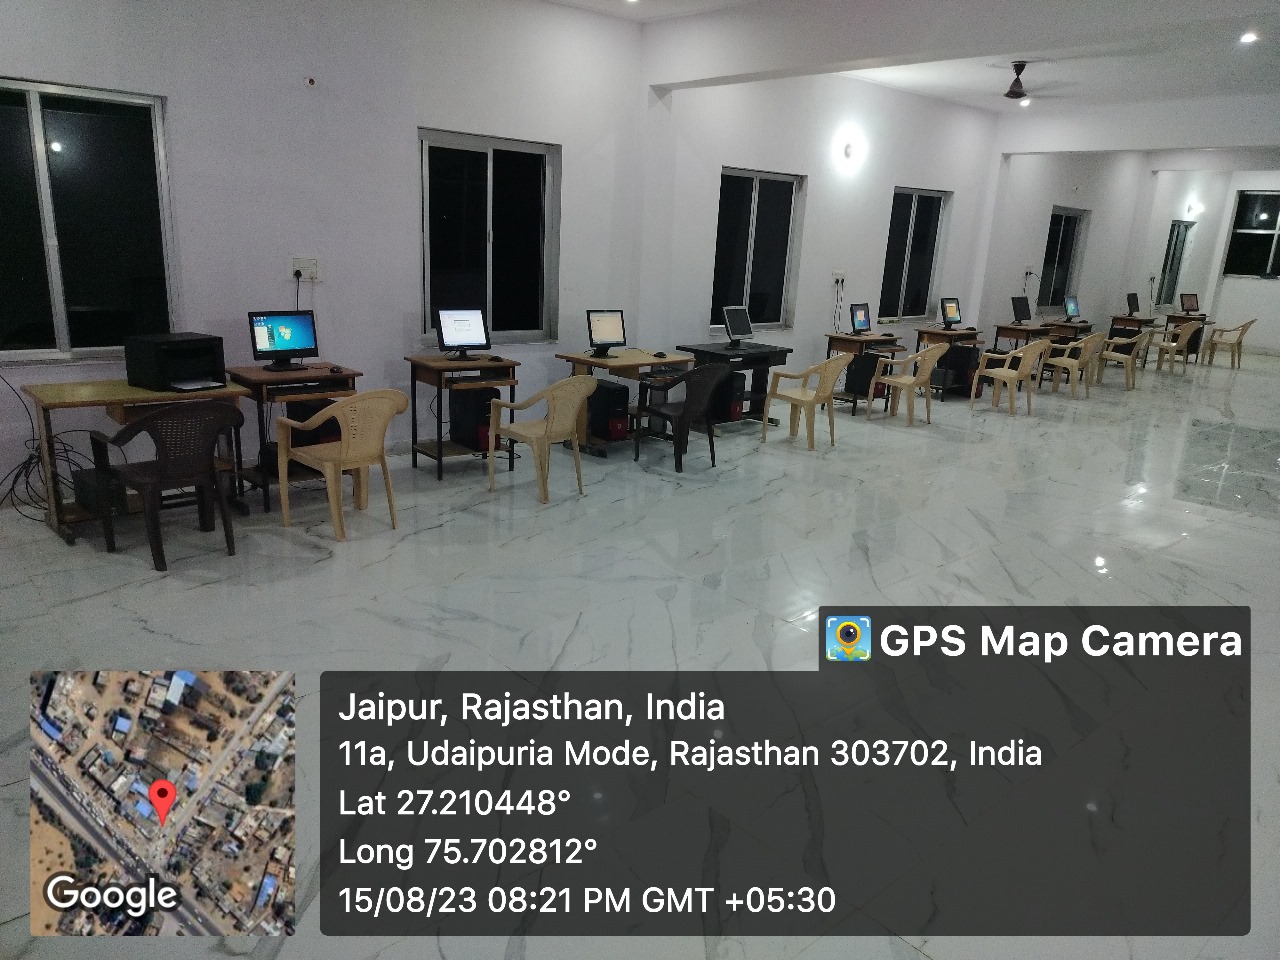 GPS Map Camera
Jaipur, Rajasthan, India
11a, Udaipuria Mode, Rajasthan 303702, India
Lat 27.210448°
Long 75.702812°
15/08/23 08:21 PM GMT +05:30
Google